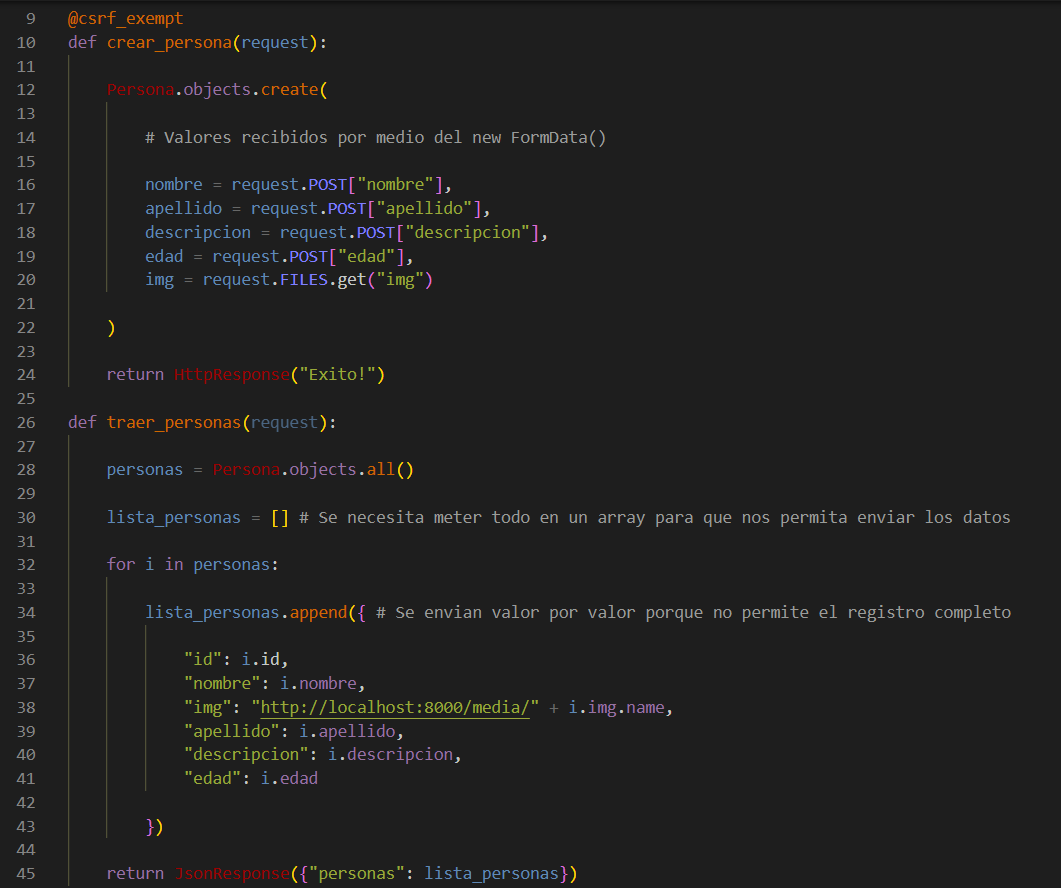 9 @csrf_exempt
10 def crear_persona(request):
11
12 Persona.objects.create(
13
14 # Valores recibidos por medio del new FormData()
15
16 nombre = request.POST["nombre"],
17 apellido = request.POST["apellido"],
18 descripcion = request.POST["descripcion"],
19 edad = request.POST["edad"],
20 img = request.FILES.get("img")
21
22 )
23
24 return HttpResponse("Exito!")
25
26 def traer_personas(request):
27
28 personas = Persona.objects.all()
29
30 lista_personas = [] # Se necesita meter todo en un array para que nos permita enviar los datos
31
32 for i in personas:
33
34 lista_personas.append({ # Se envian valor por valor porque no permite el registro completo
35
36 "id": i.id,
37 "nombre": i.nombre,
38 "img": "http://localhost:8000/media/" + i.img.name,
39 "apellido": i.apellido,
40 "descripcion": i.descripcion,
41 "edad": i.edad
42
43 })
44
45 return JsonResponse({"personas": lista_personas})